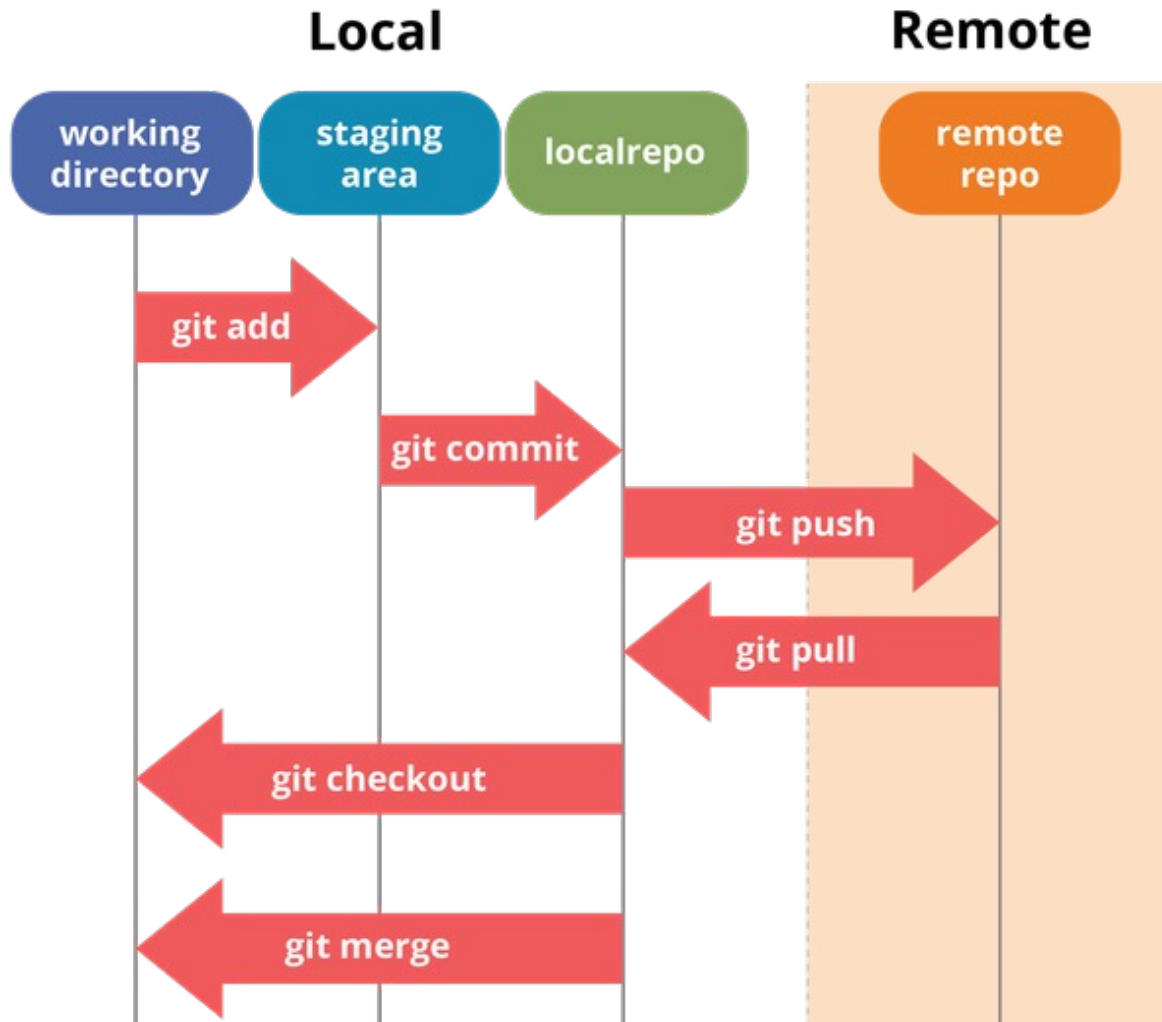 Local
Remote
working
directory
staging
area
localrepo
remote
repo
git add
git commit
git push
git pull
git checkout
git merge